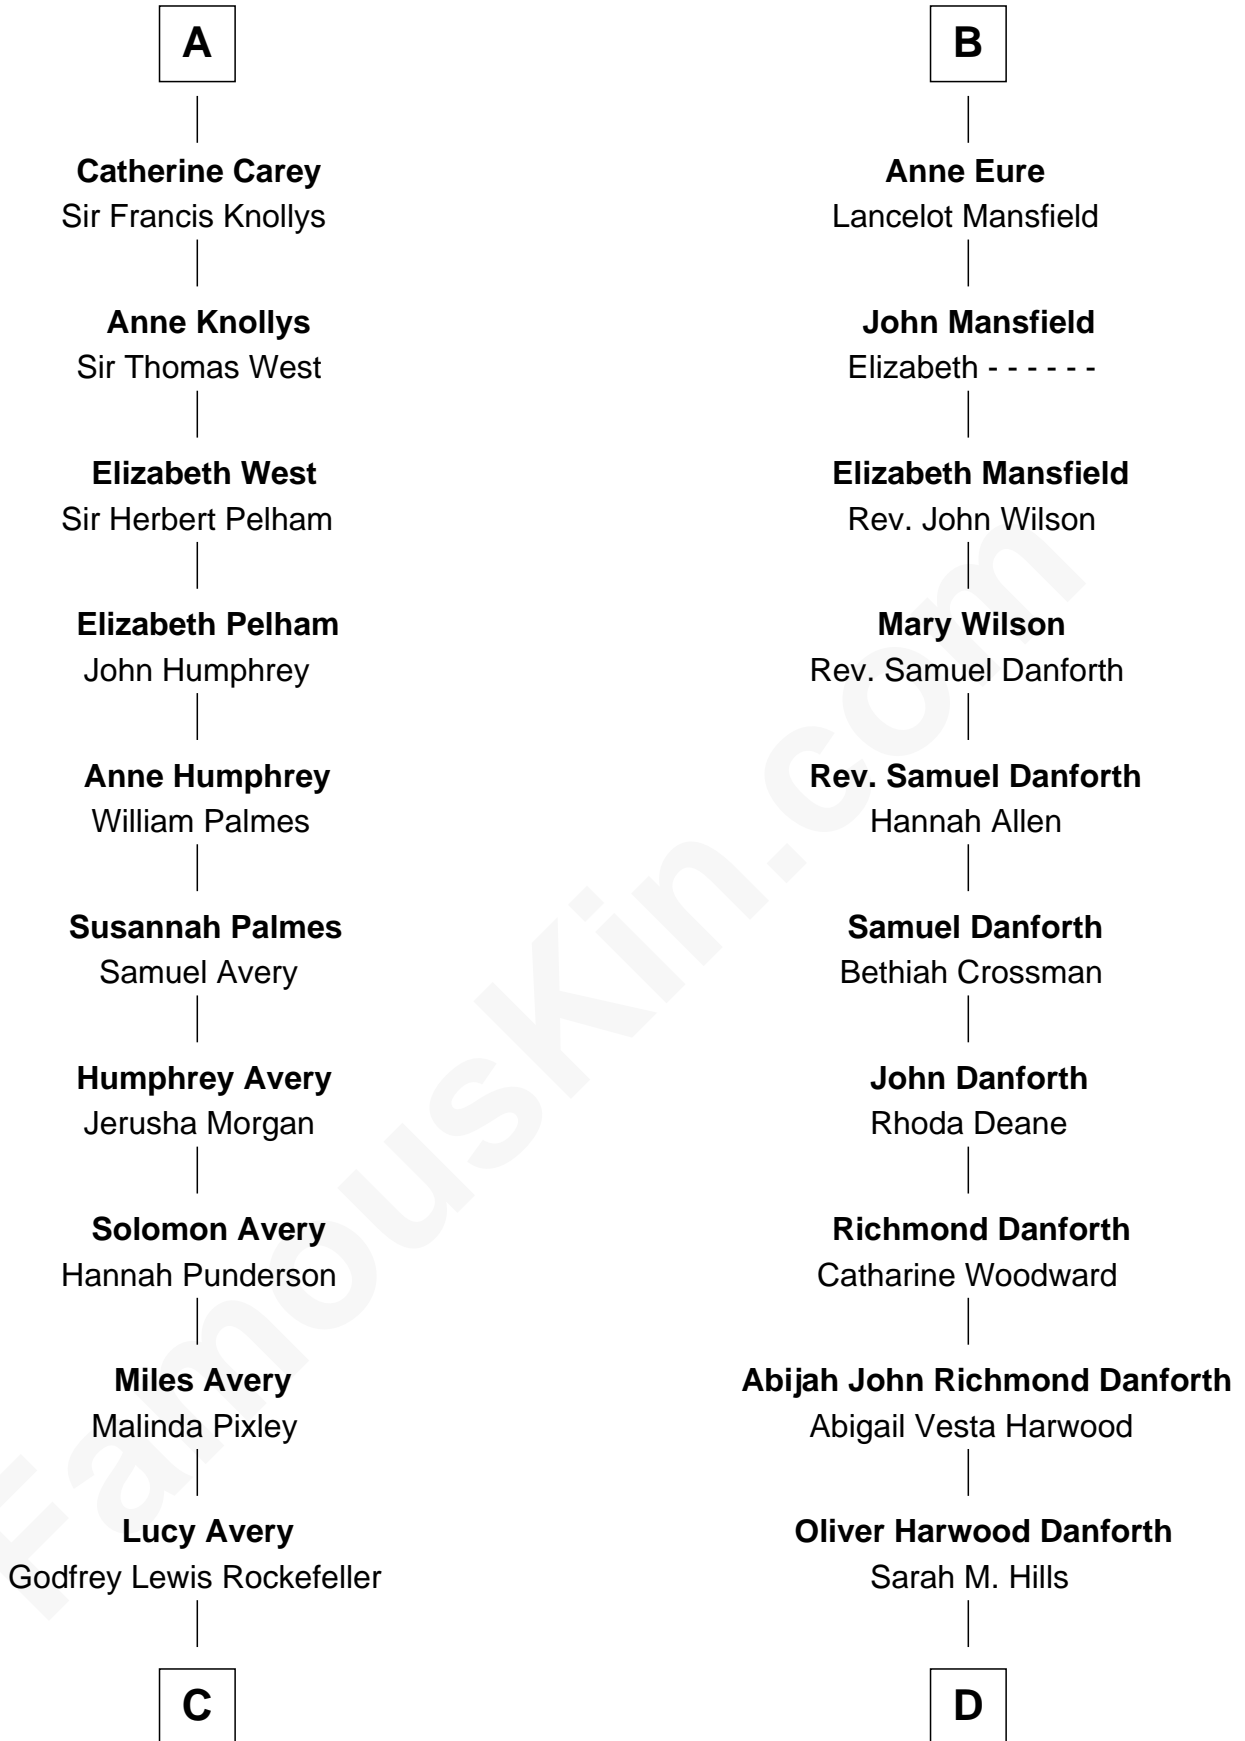 A
Catherine Carey
Sir Francis Knollys
Anne Knollys
Sir Thomas West
Elizabeth West
Sir Herbert Pelham
Elizabeth Pelham
John Humphrey
Anne Humphrey
William Palmes
Susannah Palmes
Samuel Avery
Humphrey Avery
Jerusha Morgan
Solomon Avery
Hannah Punderson
Miles Avery
Malinda Pixley
Lucy Avery
Godfrey Lewis Rockefeller
C
B
Anne Eure
Lancelot Mansfield
John Mansfield
Elizabeth - - - - - -
Elizabeth Mansfield
Rev. John Wilson
Mary Wilson
Rev. Samuel Danforth
Rev. Samuel Danforth
Hannah Allen
Samuel Danforth
Bethiah Crossman
John Danforth
Rhoda Deane
Richmond Danforth
Catharine Woodward
Abijah John Richmond Danforth
Abigail Vesta Harwood
Oliver Harwood Danforth
Sarah M. Hills
D
FamousKin.com